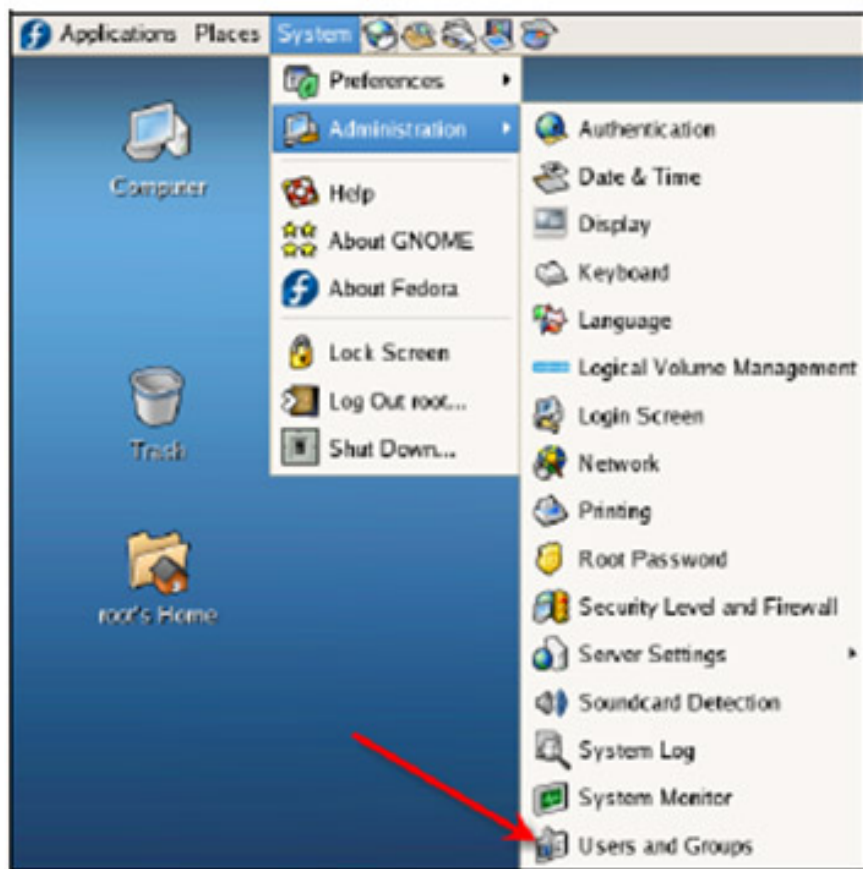 Applications Places System
Preferences
Administration
Help
About GNOME
About Fedora
Lock Screen
Log Out root...
Shut Down...
Authentication
Date & Time
Display
Keyboard
Language
Logical Volume Management
Login Screen
Network
Printing
Root Password
Security Level and Firewall
Server Settings
Soundcard Detection
System Log
System Monitor
Users and Groups
Computer
Trash
root's Home